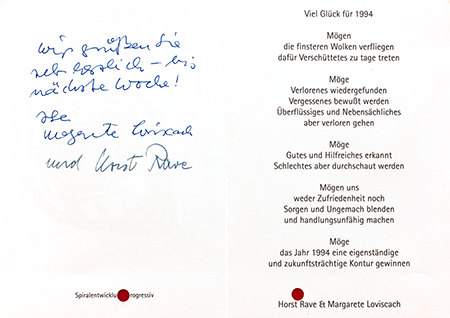 wir grüßen Sie
sehr herzlich – bis
nächste Woche!
Ihre
Margarete Loviscach
und Horst Rave
Spiralentwicklu rogressiv
Viel Glück für 1994
Mögen
die finsteren Wolken verfliegen
dafür Verschüttetes zu tage treten
Möge
Verlorenes wiedergefunden
Vergessenes bewußt werden
Überflüssiges und Nebensächliches
aber verloren gehen
Möge
Gutes und Hilfreiches erkannt
Schlechtes aber durchschaut werden
Mögen uns
weder Zufriedenheit noch
Sorgen und Ungemach blenden
und handlungsunfähig machen
Möge
das Jahr 1994 eine eigenständige
und zukunftsträchtige Kontur gewinnen
Horst Rave & Margarete Loviscach